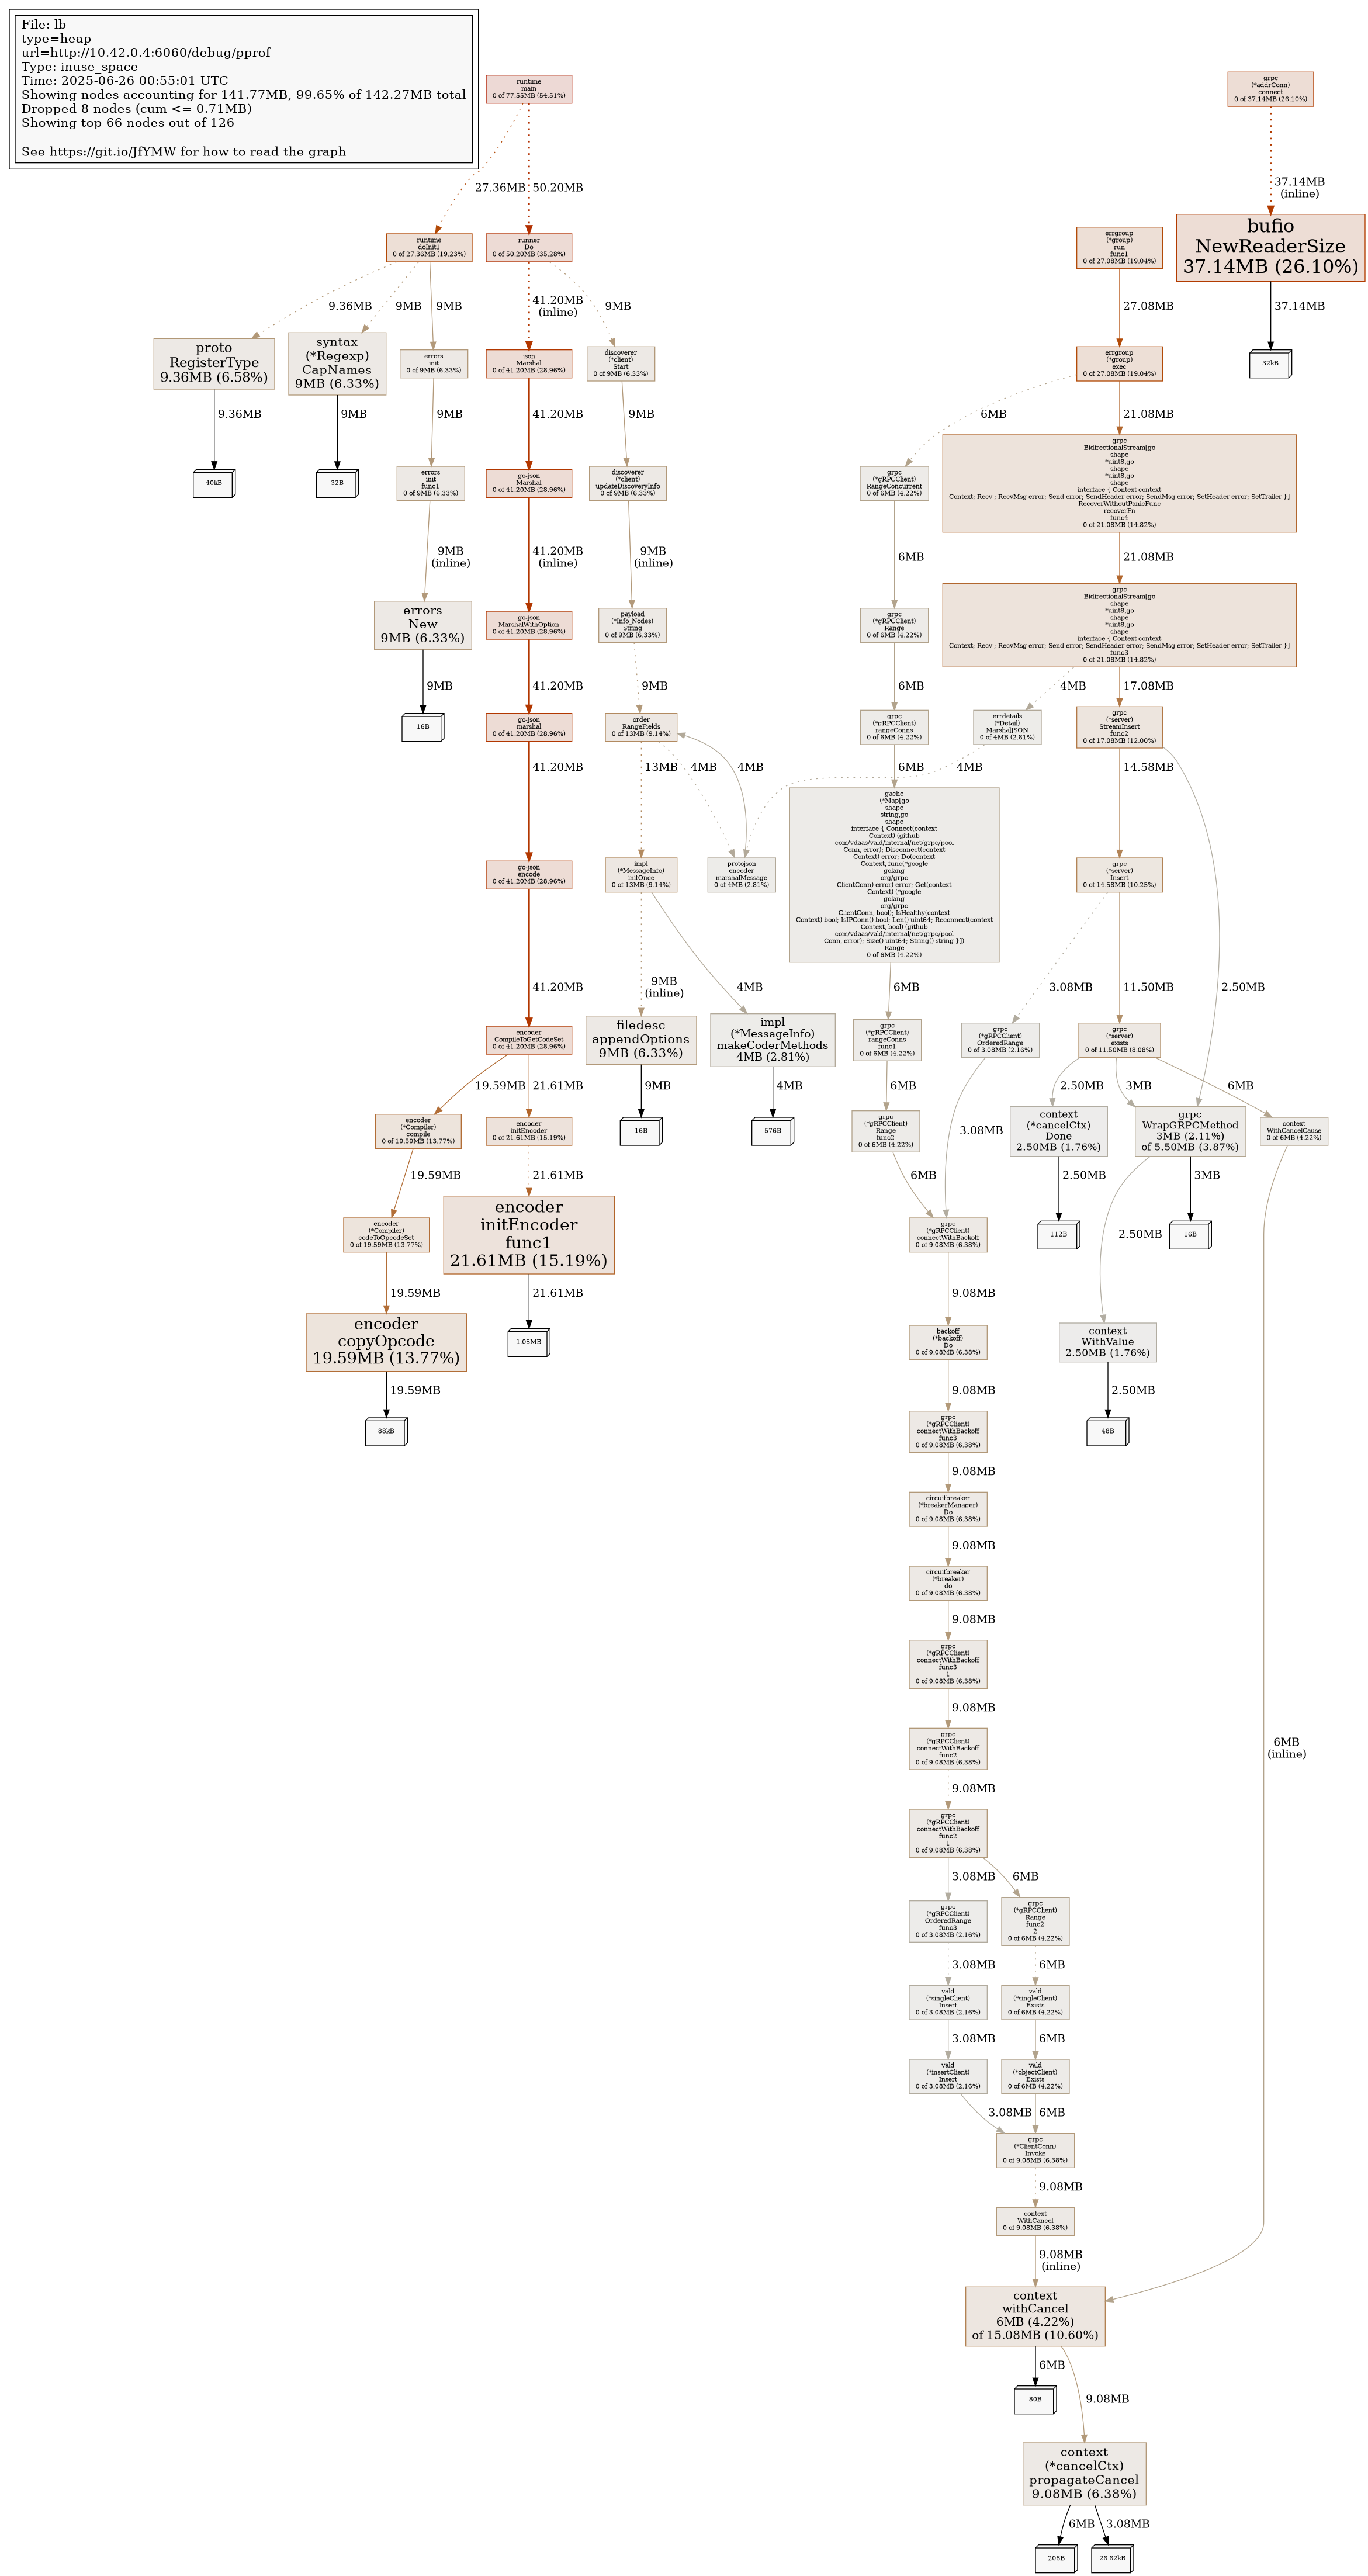 File: lb
type=heap
url=http://10.42.0.4:6060/debug/pprof
Type: inuse_space
Time: 2025-06-26 00:55:01 UTC
Showing nodes accounting for 141.77MB, 99.65% of 142.27MB total
Dropped 8 nodes (cum <= 0.71MB)
Showing top 66 nodes out of 126
See https://git.io/JfYMW for how to read the graph
runtime
main
0 of 77.55MB (54.51%)
grpc
(*addrConn)
connect
0 of 37.14MB (26.10%)
27.36MB
50.20MB
37.14MB
(inline)
runtime
doInit1
0 of 27.36MB (19.23%)
runner
Do
0 of 50.20MB (35.28%)
errgroup
(*group)
run
func1
0 of 27.08MB (19.04%)
bufio
NewReaderSize
37.14MB (26.10%)
9.36MB
9MB
9MB
41.20MB
(inline)
9MB
27.08MB
37.14MB
proto
RegisterType
9.36MB (6.58%)
syntax
(*Regexp)
CapNames
9MB (6.33%)
errors
init
0 of 9MB (6.33%)
json
Marshal
0 of 41.20MB (28.96%)
discoverer
(*client)
Start
0 of 9MB (6.33%)
errgroup
(*group)
exec
0 of 27.08MB (19.04%)
32kB
9.36MB
9MB
9MB
41.20MB
9MB
6MB
21.08MB
40kB
32B
errors
init
func1
0 of 9MB (6.33%)
go-json
Marshal
0 of 41.20MB (28.96%)
discoverer
(*client)
updateDiscoveryInfo
0 of 9MB (6.33%)
grpc
(*gRPCClient)
RangeConcurrent
0 of 6MB (4.22%)
grpc
BidirectionalStream[go
shape
*uint8,go
shape
*uint8,go
shape
interface { Context context
Context; Recv ; RecvMsg error; Send error; SendHeader error; SendMsg error; SetHeader error; SetTrailer }]
RecoverWithoutPanicFunc
recoverFn
func4
0 of 21.08MB (14.82%)
9MB
(inline)
41.20MB
(inline)
9MB
(inline)
6MB
21.08MB
errors
New
9MB (6.33%)
go-json
MarshalWithOption
0 of 41.20MB (28.96%)
payload
(*Info_Nodes)
String
0 of 9MB (6.33%)
grpc
(*gRPCClient)
Range
0 of 6MB (4.22%)
grpc
BidirectionalStream[go
shape
*uint8,go
shape
*uint8,go
shape
interface { Context context
Context; Recv ; RecvMsg error; Send error; SendHeader error; SendMsg error; SetHeader error; SetTrailer }]
func3
0 of 21.08MB (14.82%)
9MB
41.20MB
9MB
6MB
4MB
17.08MB
16B
go-json
marshal
0 of 41.20MB (28.96%)
order
RangeFields
0 of 13MB (9.14%)
grpc
(*gRPCClient)
rangeConns
0 of 6MB (4.22%)
errdetails
(*Detail)
MarshalJSON
0 of 4MB (2.81%)
grpc
(*server)
StreamInsert
func2
0 of 17.08MB (12.00%)
41.20MB
13MB
4MB
4MB
6MB
4MB
14.58MB
go-json
encode
0 of 41.20MB (28.96%)
impl
(*MessageInfo)
initOnce
0 of 13MB (9.14%)
protojson
encoder
marshalMessage
0 of 4MB (2.81%)
gache
(*Map[go
shape
string,go
shape
interface { Connect(context
Context) (github
com/vdaas/vald/internal/net/grpc/pool
Conn, error); Disconnect(context
Context) error; Do(context
Context, func(*google
golang
org/grpc
ClientConn) error) error; Get(context
Context) (*google
golang
org/grpc
ClientConn, bool); IsHealthy(context
Context) bool; IsIPConn() bool; Len() uint64; Reconnect(context
Context, bool) (github
com/vdaas/vald/internal/net/grpc/pool
Conn, error); Size() uint64; String() string }])
Range
0 of 6MB (4.22%)
grpc
(*server)
Insert
0 of 14.58MB (10.25%)
41.20MB
9MB
(inline)
4MB
6MB
3.08MB
11.50MB
2.50MB
encoder
CompileToGetCodeSet
0 of 41.20MB (28.96%)
filedesc
appendOptions
9MB (6.33%)
impl
(*MessageInfo)
makeCoderMethods
4MB (2.81%)
grpc
(*gRPCClient)
rangeConns
func1
0 of 6MB (4.22%)
grpc
(*gRPCClient)
OrderedRange
0 of 3.08MB (2.16%)
grpc
(*server)
exists
0 of 11.50MB (8.08%)
19.59MB
21.61MB
9MB
4MB
6MB
3.08MB
2.50MB
3MB
6MB
encoder
(*Compiler)
compile
0 of 19.59MB (13.77%)
encoder
initEncoder
0 of 21.61MB (15.19%)
16B
576B
grpc
(*gRPCClient)
Range
func2
0 of 6MB (4.22%)
context
(*cancelCtx)
Done
2.50MB (1.76%)
grpc
WrapGRPCMethod
3MB (2.11%)
of 5.50MB (3.87%)
context
WithCancelCause
0 of 6MB (4.22%)
19.59MB
21.61MB
6MB
2.50MB
3MB
encoder
(*Compiler)
codeToOpcodeSet
0 of 19.59MB (13.77%)
encoder
initEncoder
func1
21.61MB (15.19%)
grpc
(*gRPCClient)
connectWithBackoff
0 of 9.08MB (6.38%)
112B
16B
2.50MB
19.59MB
21.61MB
9.08MB
encoder
copyOpcode
19.59MB (13.77%)
1.05MB
backoff
(*backoff)
Do
0 of 9.08MB (6.38%)
context
WithValue
2.50MB (1.76%)
19.59MB
9.08MB
2.50MB
88kB
grpc
(*gRPCClient)
connectWithBackoff
func3
0 of 9.08MB (6.38%)
48B
9.08MB
circuitbreaker
(*breakerManager)
Do
0 of 9.08MB (6.38%)
9.08MB
circuitbreaker
(*breaker)
do
0 of 9.08MB (6.38%)
9.08MB
grpc
(*gRPCClient)
connectWithBackoff
func3
1
0 of 9.08MB (6.38%)
9.08MB
grpc
(*gRPCClient)
connectWithBackoff
func2
0 of 9.08MB (6.38%)
6MB
(inline)
9.08MB
grpc
(*gRPCClient)
connectWithBackoff
func2
1
0 of 9.08MB (6.38%)
3.08MB
6MB
grpc
(*gRPCClient)
OrderedRange
func3
0 of 3.08MB (2.16%)
grpc
(*gRPCClient)
Range
func2
2
0 of 6MB (4.22%)
3.08MB
6MB
vald
(*singleClient)
Insert
0 of 3.08MB (2.16%)
vald
(*singleClient)
Exists
0 of 6MB (4.22%)
3.08MB
6MB
vald
(*insertClient)
Insert
0 of 3.08MB (2.16%)
vald
(*objectClient)
Exists
0 of 6MB (4.22%)
3.08MB
6MB
grpc
(*ClientConn)
Invoke
0 of 9.08MB (6.38%)
9.08MB
context
WithCancel
0 of 9.08MB (6.38%)
9.08MB
(inline)
context
withCancel
6MB (4.22%)
of 15.08MB (10.60%)
6MB
9.08MB
80B
context
(*cancelCtx)
propagateCancel
9.08MB (6.38%)
6MB
3.08MB
208B
26.62kB